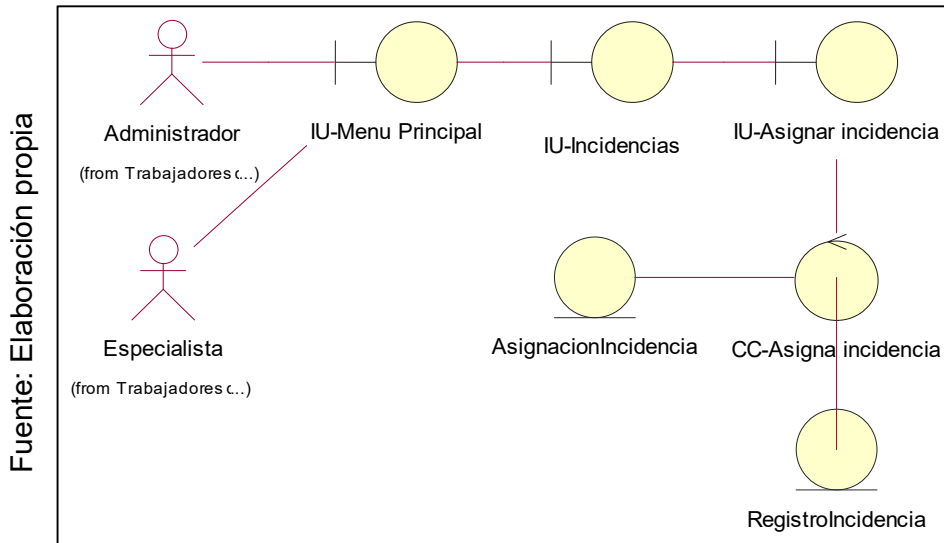 Fuente: Elaboración propia
Administrador
(from Trabajadores c...)
IU-Menu Principal
IU-Incidencias
IU-Asignar incidencia
Especialista
(from Trabajadores c...)
AsignacionIncidencia
CC-Asigna incidencia
RegistroIncidencia